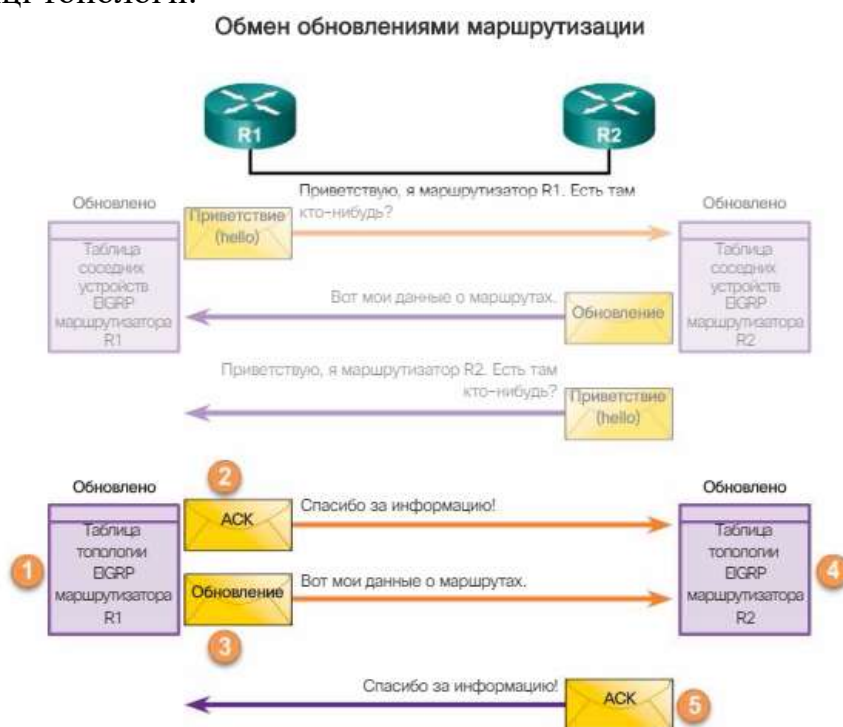 Обмен обновлениями маршрутизации
R1
R2
Приветствую, я маршрутизатор R1. Есть там
кто-нибудь?
Обновлено
Приветствие
(hello)
Обновлено
Таблица
соседних
устройств
EIGRP
маршрутизатора
R1
Таблица
соседних
устройств
EIGRP
маршрутизатора
R2
Вот мои данные о маршрутах.
Обновление
Приветствую, я маршрутизатор R2. Есть там
кто-нибудь?
Приветствие
(hello)
Обновлено
2
Обновлено
ACK
Спасибо за информацию!
1
Таблица
топологии
EIGRP
маршрутизатора
R1
Таблица
топологии
EIGRP
маршрутизатора
R2
4
Обновление
Вот мои данные о маршрутах.
3
Спасибо за информацию!
ACK
5